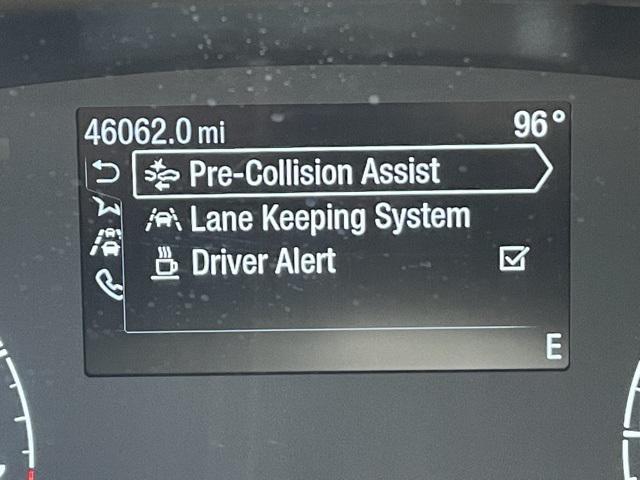 46062.0 mi 96°
Pre-Collision Assist
Lane Keeping System
Driver Alert
E